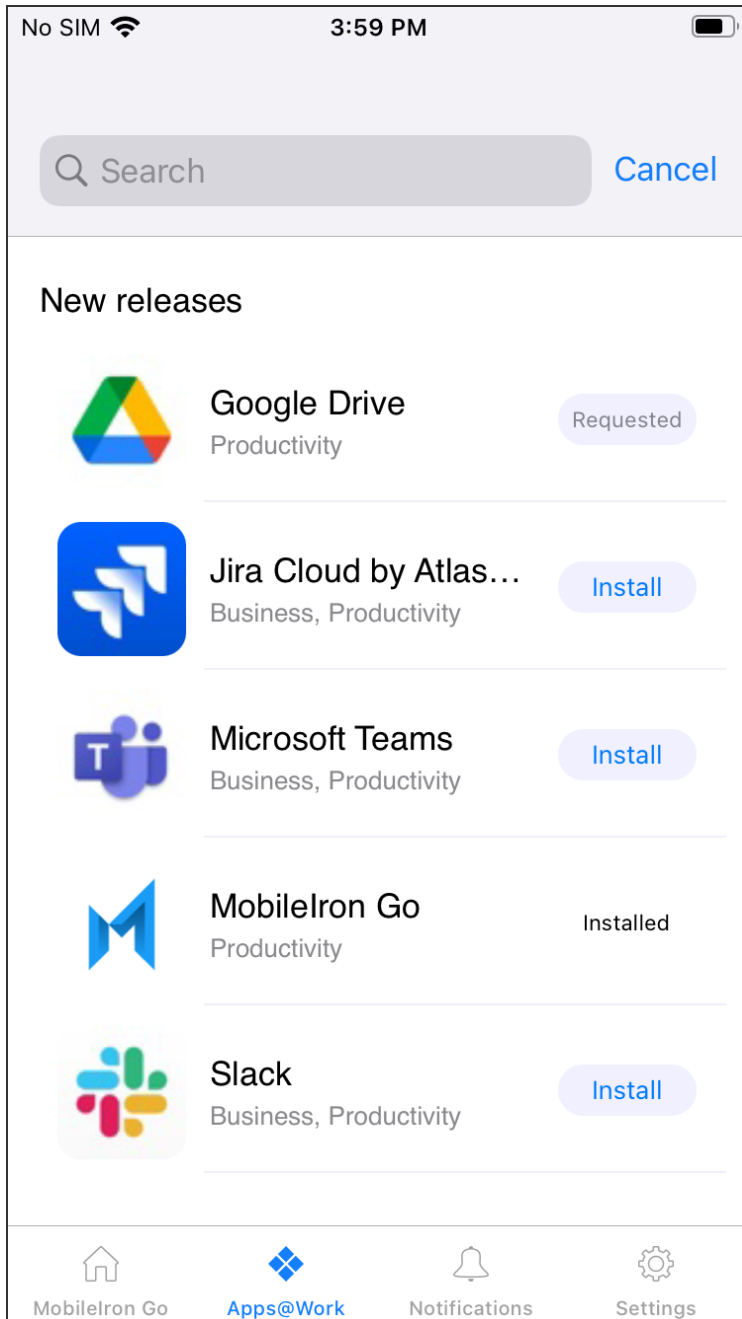 No SIM 3:59 PM
Search Cancel
New releases
Google Drive
Productivity
Requested
Jira Cloud by Atlas...
Business, Productivity
Install
T
Microsoft Teams
Business, Productivity
Install
MobileIron Go
Productivity
Installed
Slack
Business, Productivity
Install
MobileIron Go Apps@Work Notifications Settings